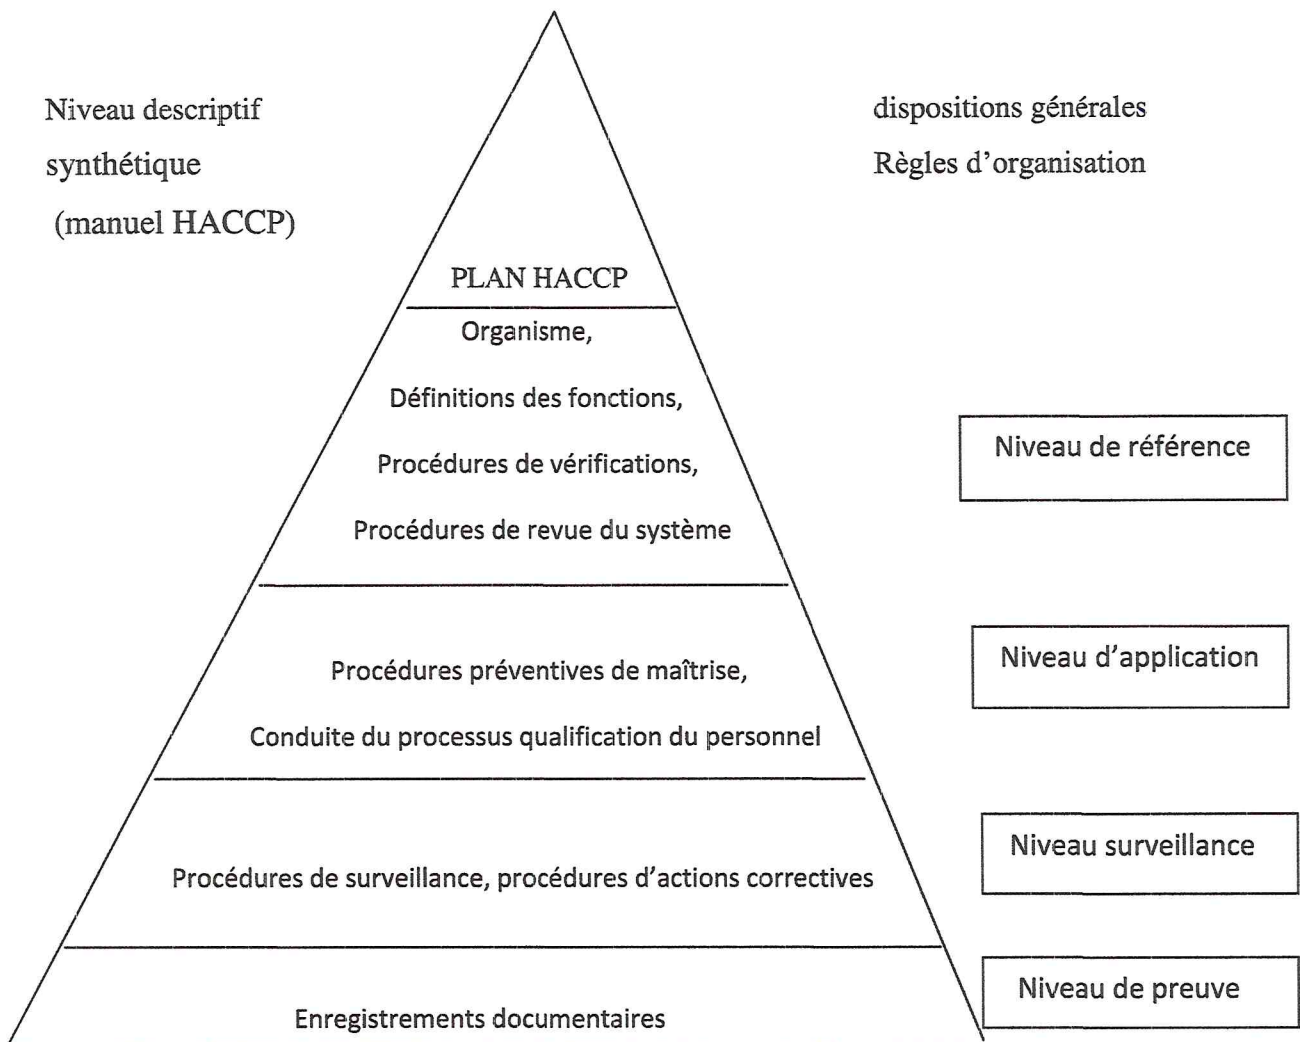 Niveau descriptif
synthétique
(manuel HACCP)
dispositions générales
Règles d'organisation
PLAN HACCP
Organisme,
Définitions des fonctions,
Procédures de vérifications,
Procédures de revue du système
Niveau de référence
Procédures préventives de maîtrise,
Conduite du processus qualification du personnel
Niveau d'application
Procédures de surveillance, procédures d'actions correctives
Niveau surveillance
Enregistrements documentaires
Niveau de preuve